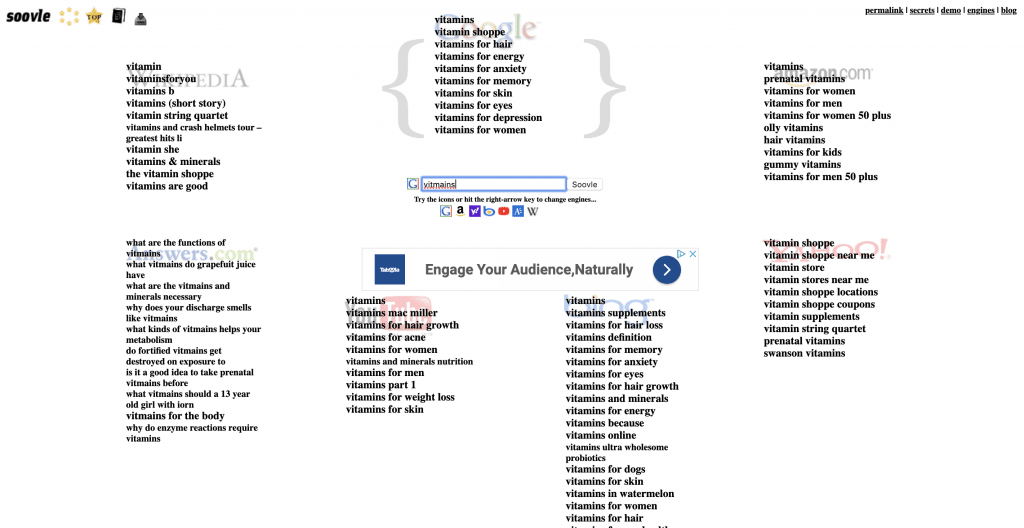 soovle
TOP
permalink | secrets | demo | engines | blog
Google
vitamins
vitamin shoppe
vitamins for hair
vitamins for energy
vitamins for anxiety
vitamins for memory
vitamins for skin
vitamins for eyes
vitamins for depression
vitamins for women
WIKIPEDIA
vitamin
vitaminsforyou
vitamins b
vitamins (short story)
vitamin string quartet
vitamins and crash helmets tour –
greatest hits li
vitamin she
vitamins & minerals
the vitamin shoppe
vitamins are good
amazon.com
vitamins
prenatal vitamins
vitamins for women
vitamins for men
vitamins for women 50 plus
olly vitamins
hair vitamins
vitamins for kids
gummy vitamins
vitamins for men 50 plus
vitmains
Soovle
Try the icons or hit the right-arrow key to change engines...
Answers.com
what are the functions of
vitmains
what vitmains do grapefuit juice
have
what are the vitmains and
minerals necessary
why does your discharge smells
like vitmains
what kinds of vitmains helps your
metabolism
do fortified vitmains get
destroyed on exposure to
is it a good idea to take prenatal
vitmains before
what vitmains should a 13 year
old girl with iorn
vitmains for the body
why do enzyme reactions require
vitamins
Engage Your Audience,Naturally
YouTube
vitamins
vitamins mac miller
vitamins for hair growth
vitamins for acne
vitamins for women
vitamins and minerals nutrition
vitamins for men
vitamins part 1
vitamins for weight loss
vitamins for skin
bing
vitamins
vitamins supplements
vitamins for hair loss
vitamins definition
vitamins for memory
vitamins for anxiety
vitamins for eyes
vitamins for hair growth
vitamins and minerals
vitamins for energy
vitamins because
vitamins online
vitamins ultra wholesome
probiotics
vitamins for dogs
vitamins for skin
vitamins in watermelon
vitamins for women
vitamins for hair
YAHOO!
vitamin shoppe
vitamin shoppe near me
vitamin store
vitamin stores near me
vitamin shoppe locations
vitamin shoppe coupons
vitamin supplements
vitamin string quartet
prenatal vitamins
swanson vitamins